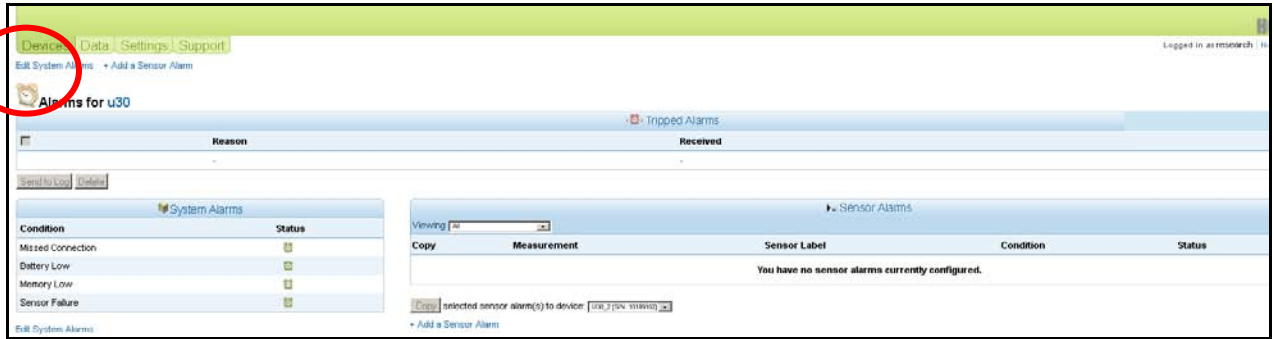 Devices Data Settings Support
Logged in as research
Edit System Alarms + Add a Sensor Alarm
Alarms for u30
Tripped Alarms
Reason Received
- -
Send to Log Delete
System Alarms
Condition Status
Missed Connection
Battery Low
Memory Low
Sensor Failure
Edit System Alarms
Sensor Alarms
Viewing All
Copy Measurement Sensor Label Condition Status
You have no sensor alarms currently configured.
Copy selected sensor alarm(s) to device:
+ Add a Sensor Alarm